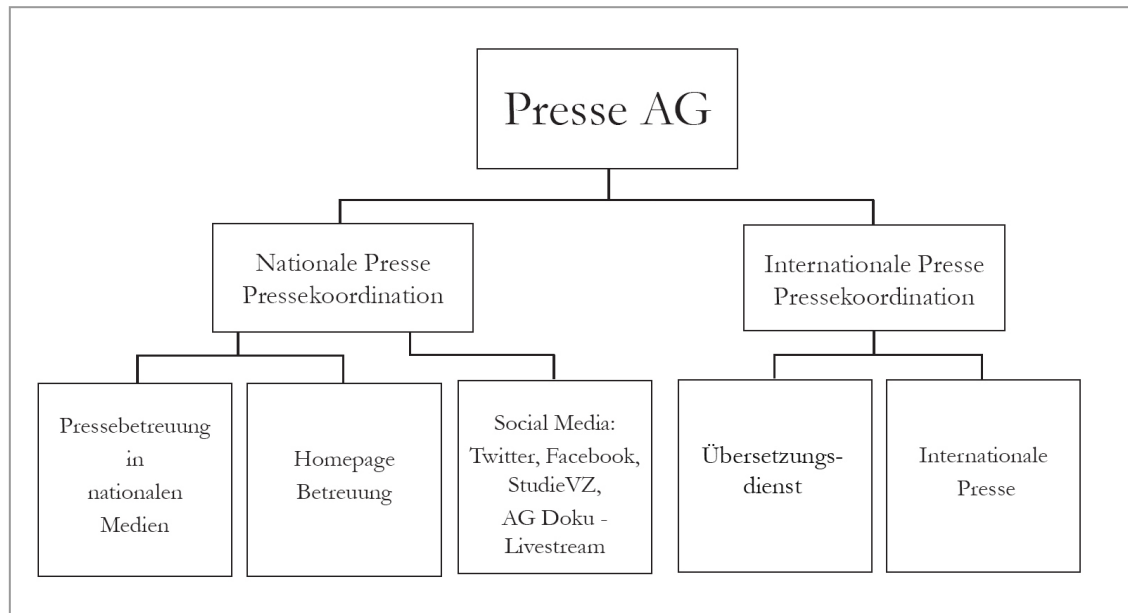 Presse AG
Nationale Presse
Pressekoordination
Internationale Presse
Pressekoordination
Pressebetreuung
in
nationalen
Medien
Homepage
Betreuung
Social Media:
Twitter, Facebook,
StudieVZ,
AG Doku -
Livestream
Übersetzungs-
dienst
Internationale
Presse